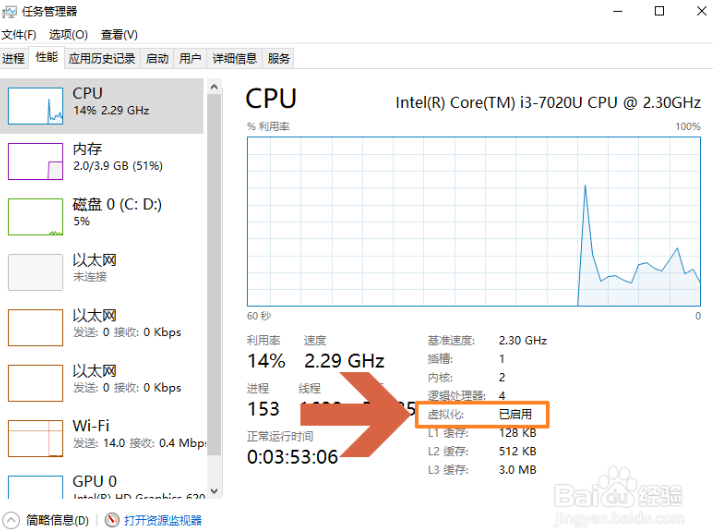 任务管理器
文件(F) 选项(O) 查看(V)
进程 性能 应用历史记录 启动 用户 详细信息 服务
CPU
14% 2.29 GHz
内存
2.0/3.9 GB (51%)
磁盘 0 (C: D:)
5%
以太网
未连接
以太网
发送: 0 接收: 0 Kbps
以太网
发送: 0 接收: 0 Kbps
Wi-Fi
发送: 14.0 接收: 0.4 Mbps
GPU 0
Intel(R) HD Graphics 620
CPU
Intel(R) Core(TM) i3-7020U CPU @ 2.30GHz
% 利用率 100%
60 秒 0
利用率 速度
14% 2.29 GHz
进程 线程
153
正常运行时间
0:03:53:06
基准速度: 2.30 GHz
插槽: 1
内核: 2
逻辑处理器: 4
虚拟化: 已启用
L1 缓存: 128 KB
L2 缓存: 512 KB
L3 缓存: 3.0 MB
简略信息(D) 打开资源监视器
Baidu 经验
jingyan.baidu.com